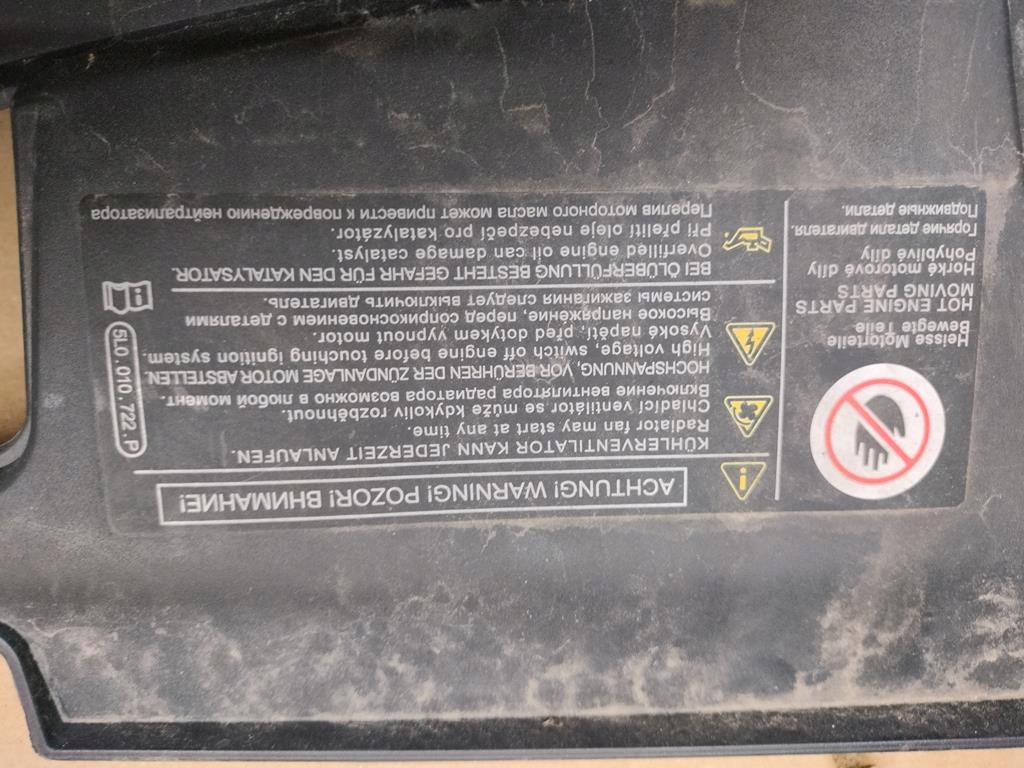 Heisse Motorteile
Bewegte Teile
HOT ENGINE PARTS
MOVING PARTS
Horké motorové díly
Pohyblivé díly
Горячие детали двигателя.
Подвижные детали.
ACHTUNG! WARNING! POZOR! ВНИМАНИЕ!
KÜHLERVENTILATOR KANN JEDERZEIT ANLAUFEN.
Radiator fan may start at any time.
Chladící ventilátor se může kdykoliv rozběhnout.
Включение вентилятора радиатора возможно в любой момент.
HOCHSPANNUNG, VOR BERÜHREN DER ZÜNDANLAGE MOTOR ABSTELLEN.
High voltage, switch off engine before touching ignition system.
Vysoké napětí, před dotykem vypnout motor.
Высокое напряжение, перед соприкосновением с деталями
системы зажигания следует выключить двигатель.
BEI ÖLÜBERFÜLLUNG BESTEHT GEFAHR FÜR DEN KATALYSATOR.
Overfilled engine oil can damage catalyst.
Při přelití oleje nebezpečí pro katalyzátor.
Перелив моторного масла может привести к повреждению нейтрализатора
5L0.010.722.P